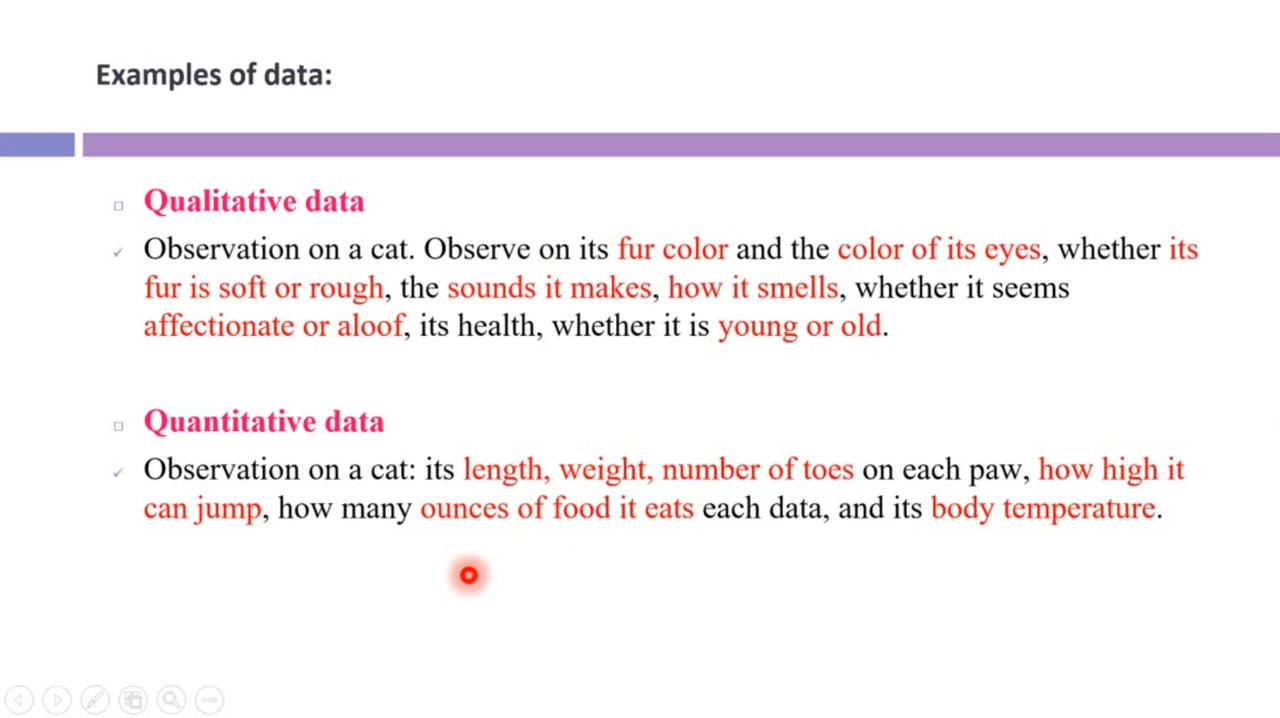 Examples of data:
Qualitative data
Observation on a cat. Observe on its fur color and the color of its eyes, whether its
fur is soft or rough, the sounds it makes, how it smells, whether it seems
affectionate or aloof, its health, whether it is young or old.
Quantitative data
Observation on a cat: its length, weight, number of toes on each paw, how high it
can jump, how many ounces of food it eats each data, and its body temperature.